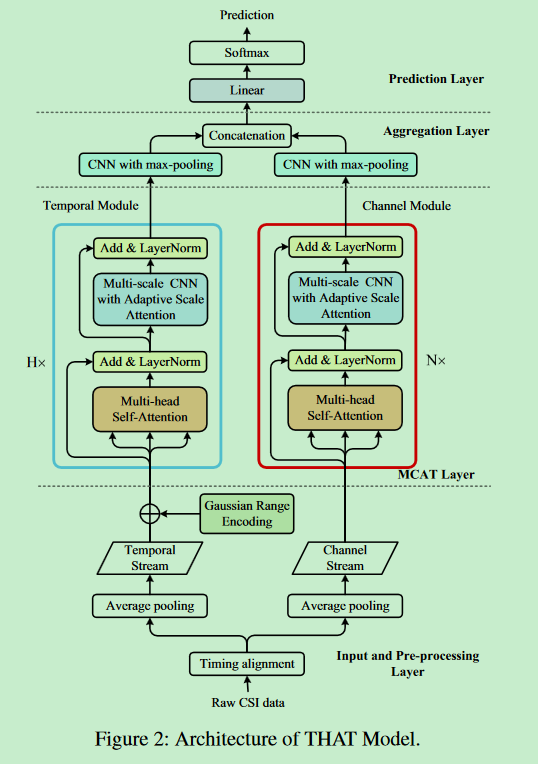 Prediction
Softmax
Linear
Prediction Layer
Concatenation
Aggregation Layer
CNN with max-pooling
CNN with max-pooling
Temporal Module
Channel Module
Add & LayerNorm
Multi-scale CNN
with Adaptive Scale
Attention
Add & LayerNorm
Multi-head
Self-Attention
H×
Add & LayerNorm
Multi-scale CNN
with Adaptive Scale
Attention
Add & LayerNorm
Multi-head
Self-Attention
N×
MCAT Layer
Gaussian Range
Encoding
Temporal
Stream
Channel
Stream
Average pooling
Average pooling
Timing alignment
Input and Pre-processing
Layer
Raw CSI data
Figure 2: Architecture of THAT Model.